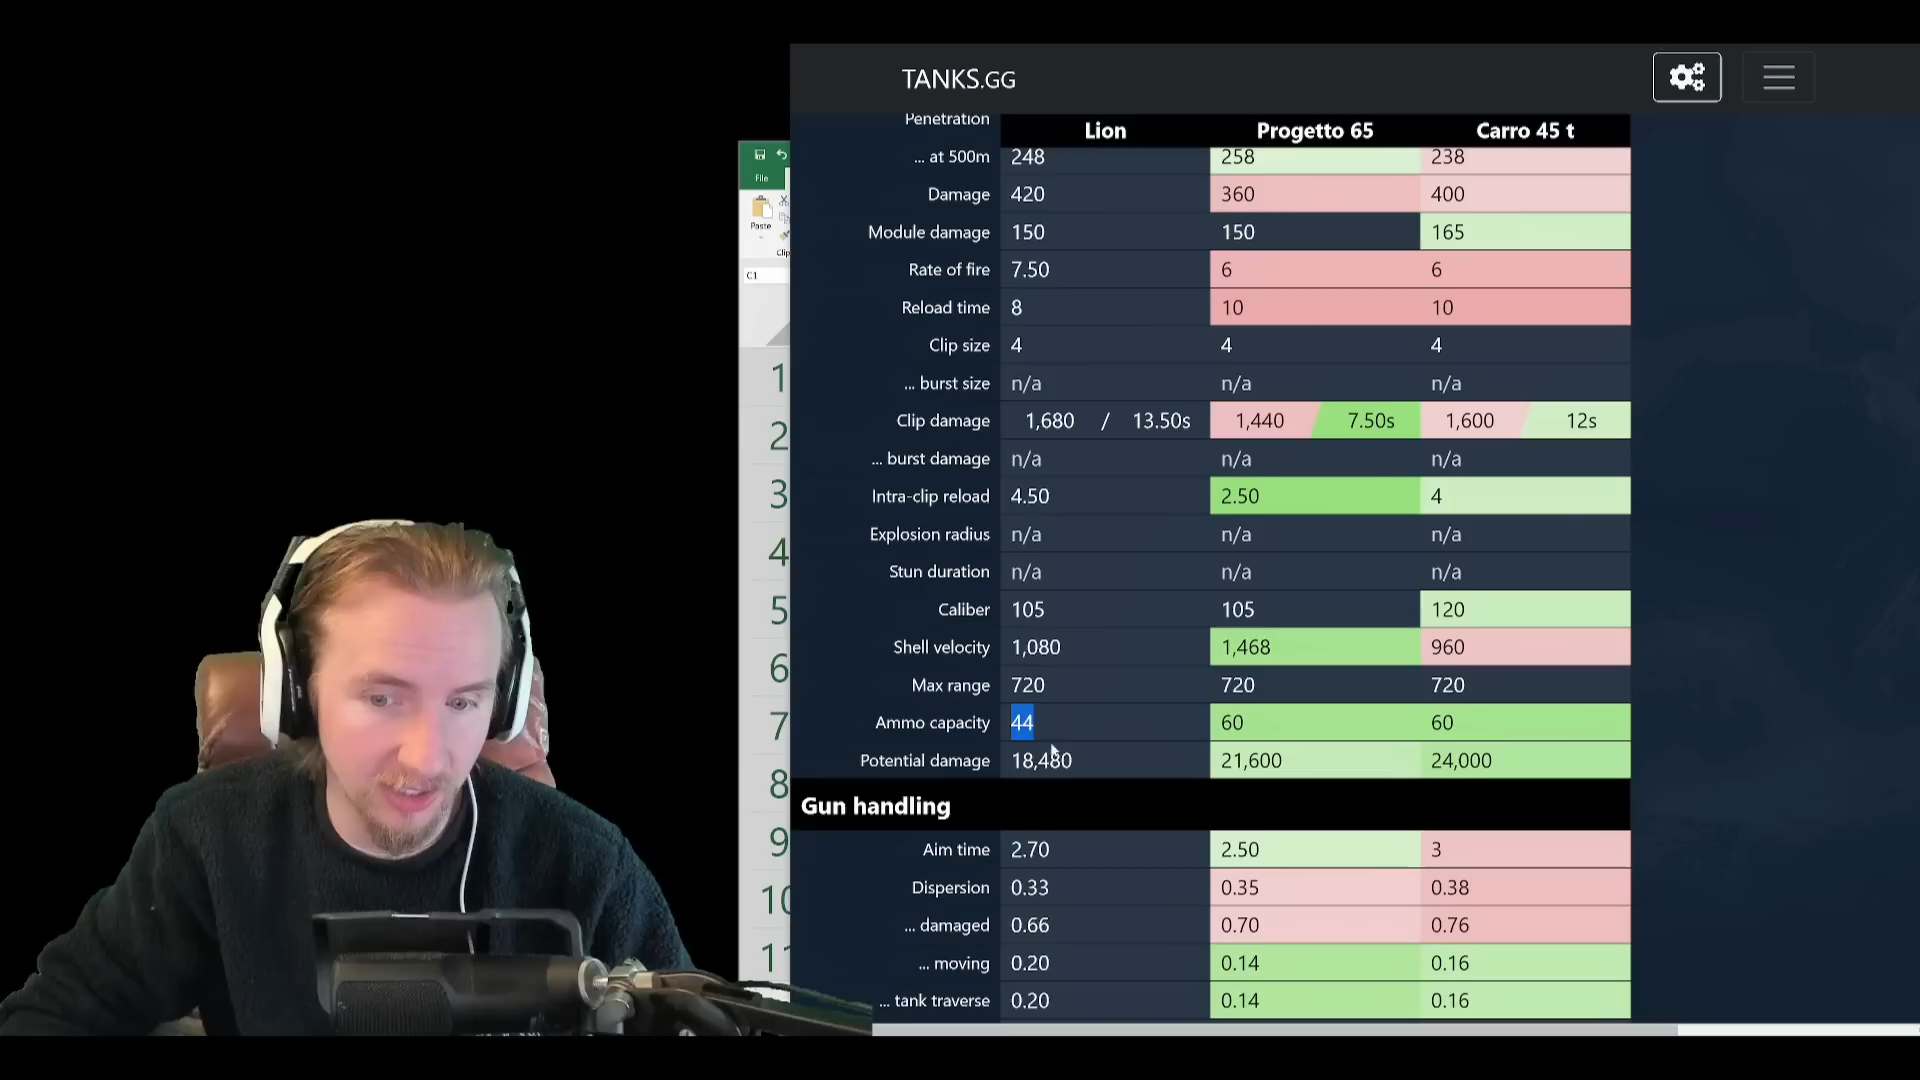 TANKS.GG
Penetration
Lion Progetto 65 Carro 45 t
... at 500m 248 258 238
Damage 420 360 400
Module damage 150 150 165
Rate of fire 7.50 6 6
Reload time 8 10 10
Clip size 4 4 4
... burst size n/a n/a n/a
Clip damage 1,680 / 13.50s 1,440 7.50s 1,600 12s
... burst damage n/a n/a n/a
Intra-clip reload 4.50 2.50 4
Explosion radius n/a n/a n/a
Stun duration n/a n/a n/a
Caliber 105 105 120
Shell velocity 1,080 1,468 960
Max range 720 720 720
Ammo capacity 44 60 60
Potential damage 18,480 21,600 24,000
Gun handling
Aim time 2.70 2.50 3
Dispersion 0.33 0.35 0.38
... damaged 0.66 0.70 0.76
... moving 0.20 0.14 0.16
... tank traverse 0.20 0.14 0.16
File
Paste
Clip
C1
1
2
3
4
5
6
7
8
9
10
11